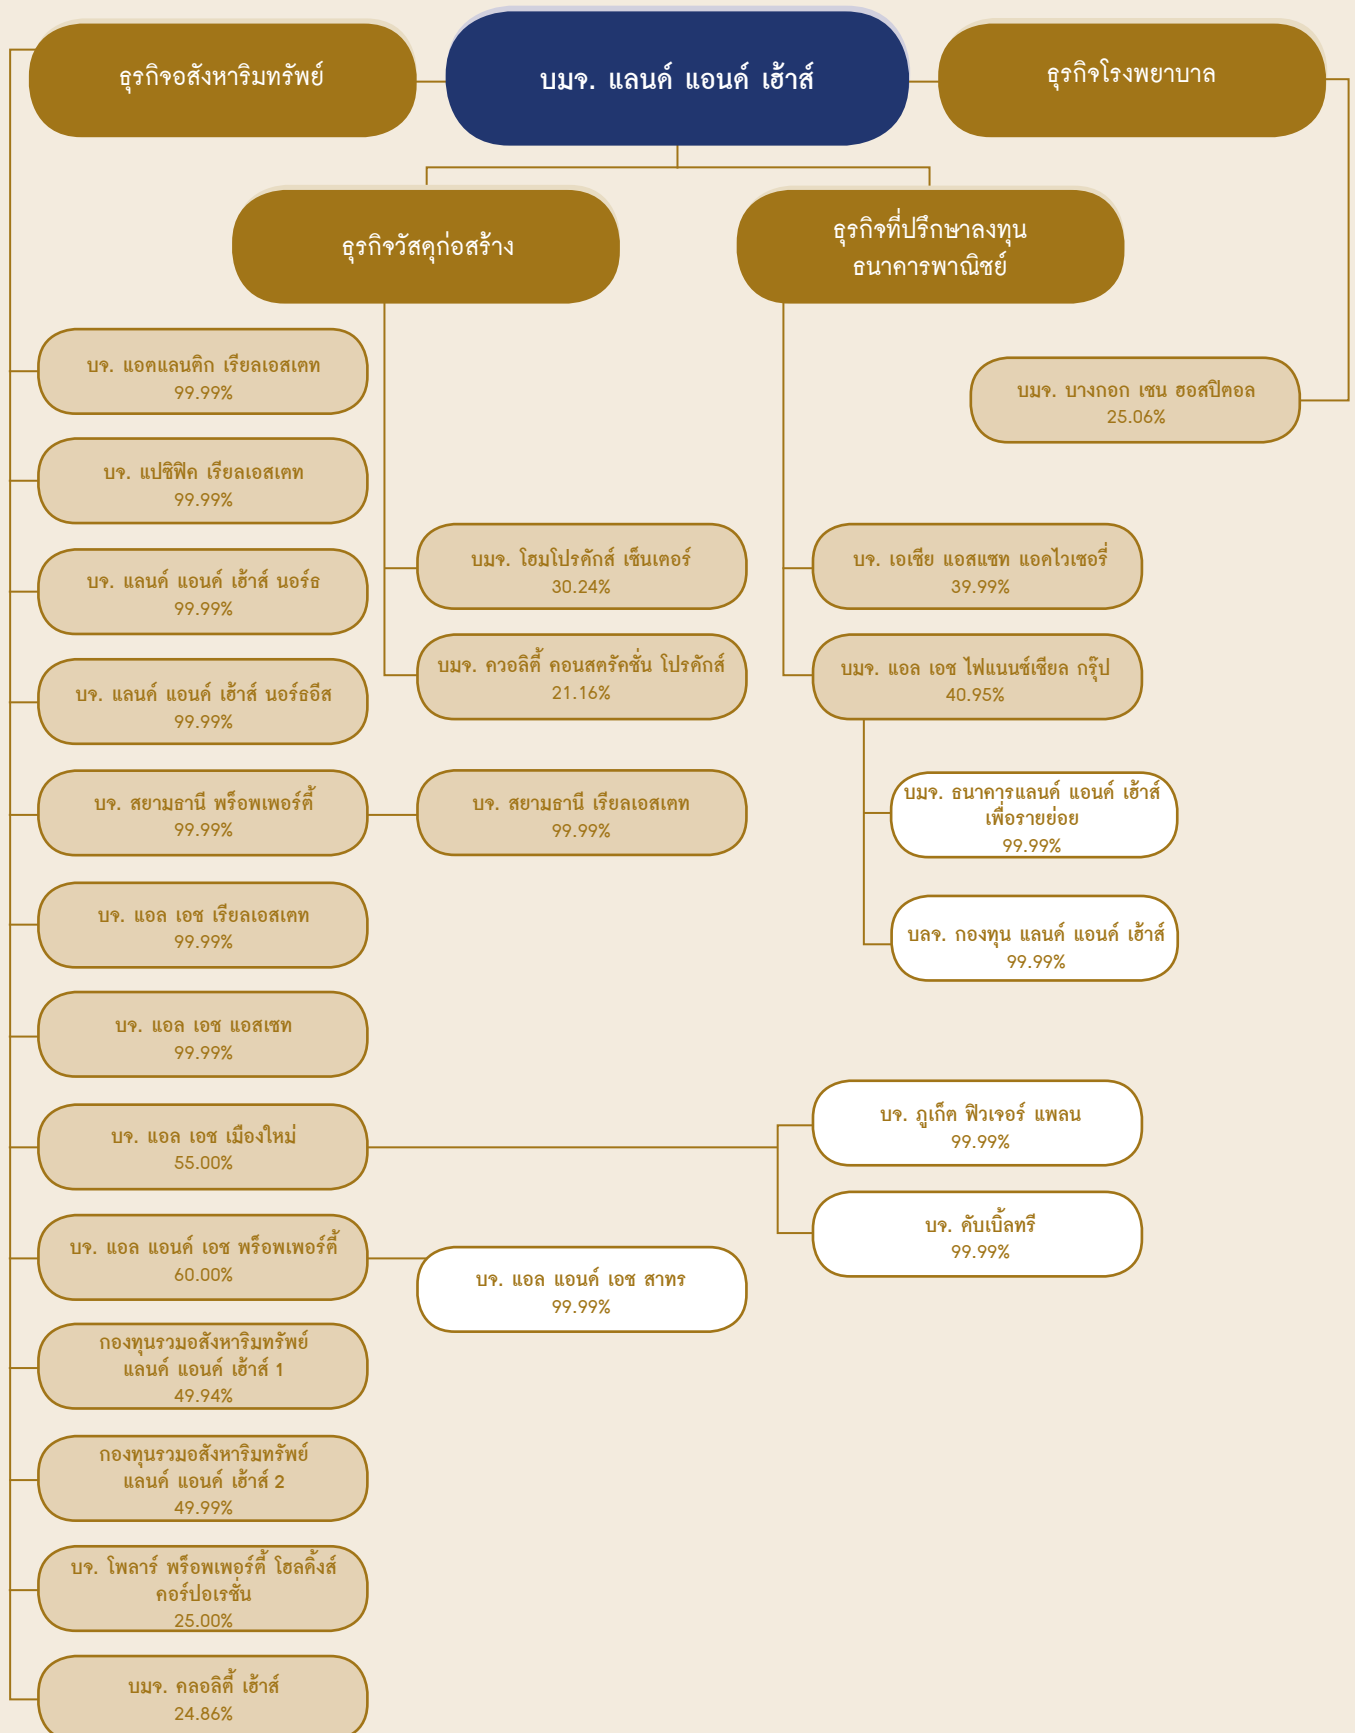 ธุรกิจอสังหาริมทรัพย์
บมจ. แลนด์ แอนด์ เฮ้าส์
ธุรกิจโรงพยาบาล
ธุรกิจวัสดุก่อสร้าง
ธุรกิจที่ปรึกษาลงทุน
ธนาคารพาณิชย์
บจ. แอตแลนติก เรียลเอสเตท
99.99%
บจ. แปซิฟิค เรียลเอสเตท
99.99%
บจ. แลนด์ แอนด์ เฮ้าส์ นอร์ธ
99.99%
บจ. แลนด์ แอนด์ เฮ้าส์ นอร์ธอีส
99.99%
บจ. สยามธานี พร็อพเพอร์ตี้
99.99%
บจ. สยามธานี เรียลเอสเตท
99.99%
บจ. แอล เอช เรียลเอสเตท
99.99%
บจ. แอล เอช แอสเซท
99.99%
บจ. แอล เอช เมืองใหม่
55.00%
บจ. ภูเก็ต ฟิวเจอร์ แพลน
99.99%
บจ. ดับเบิ้ลทรี
99.99%
บจ. แอล แอนด์ เอช พร็อพเพอร์ตี้
60.00%
บจ. แอล แอนด์ เอช สาทร
99.99%
กองทุนรวมอสังหาริมทรัพย์
แลนด์ แอนด์ เฮ้าส์ 1
49.94%
กองทุนรวมอสังหาริมทรัพย์
แลนด์ แอนด์ เฮ้าส์ 2
49.99%
บจ. โพลาร์ พร็อพเพอร์ตี้ โฮลดิ้งส์
คอร์ปอเรชั่น
25.00%
บมจ. คลอลิตี้ เฮ้าส์
24.86%
บมจ. โฮมโปรดักส์ เซ็นเตอร์
30.24%
บมจ. ควอลิตี้ คอนสตรัคชั่น โปรดักส์
21.16%
บจ. เอเซีย แอสแซท แอดไวเซอรี่
39.99%
บมจ. แอล เอช ไฟแนนซ์เชียล กรุ๊ป
40.95%
บมจ. ธนาคารแลนด์ แอนด์ เฮ้าส์
เพื่อรายย่อย
99.99%
บลจ. กองทุน แลนด์ แอนด์ เฮ้าส์
99.99%
บมจ. บางกอก เชน ฮอสปิตอล
25.06%